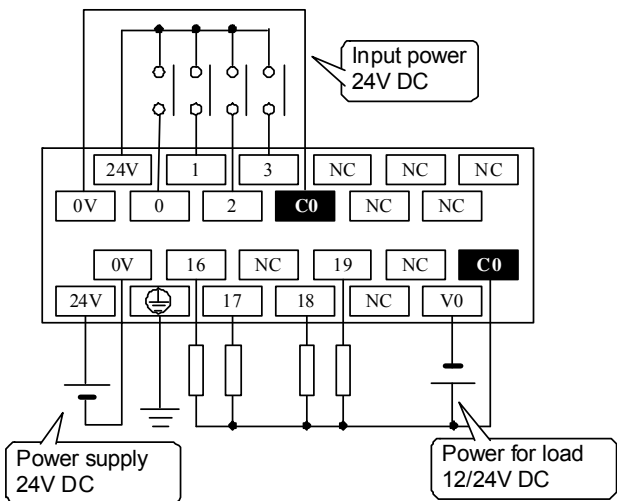 Input power
24V DC
24V 1 3 NC NC NC
0V 0 2 C0 NC NC
0V 16 NC 19 NC C0
24V 17 18 NC V0
Power supply
24V DC
Power for load
12/24V DC